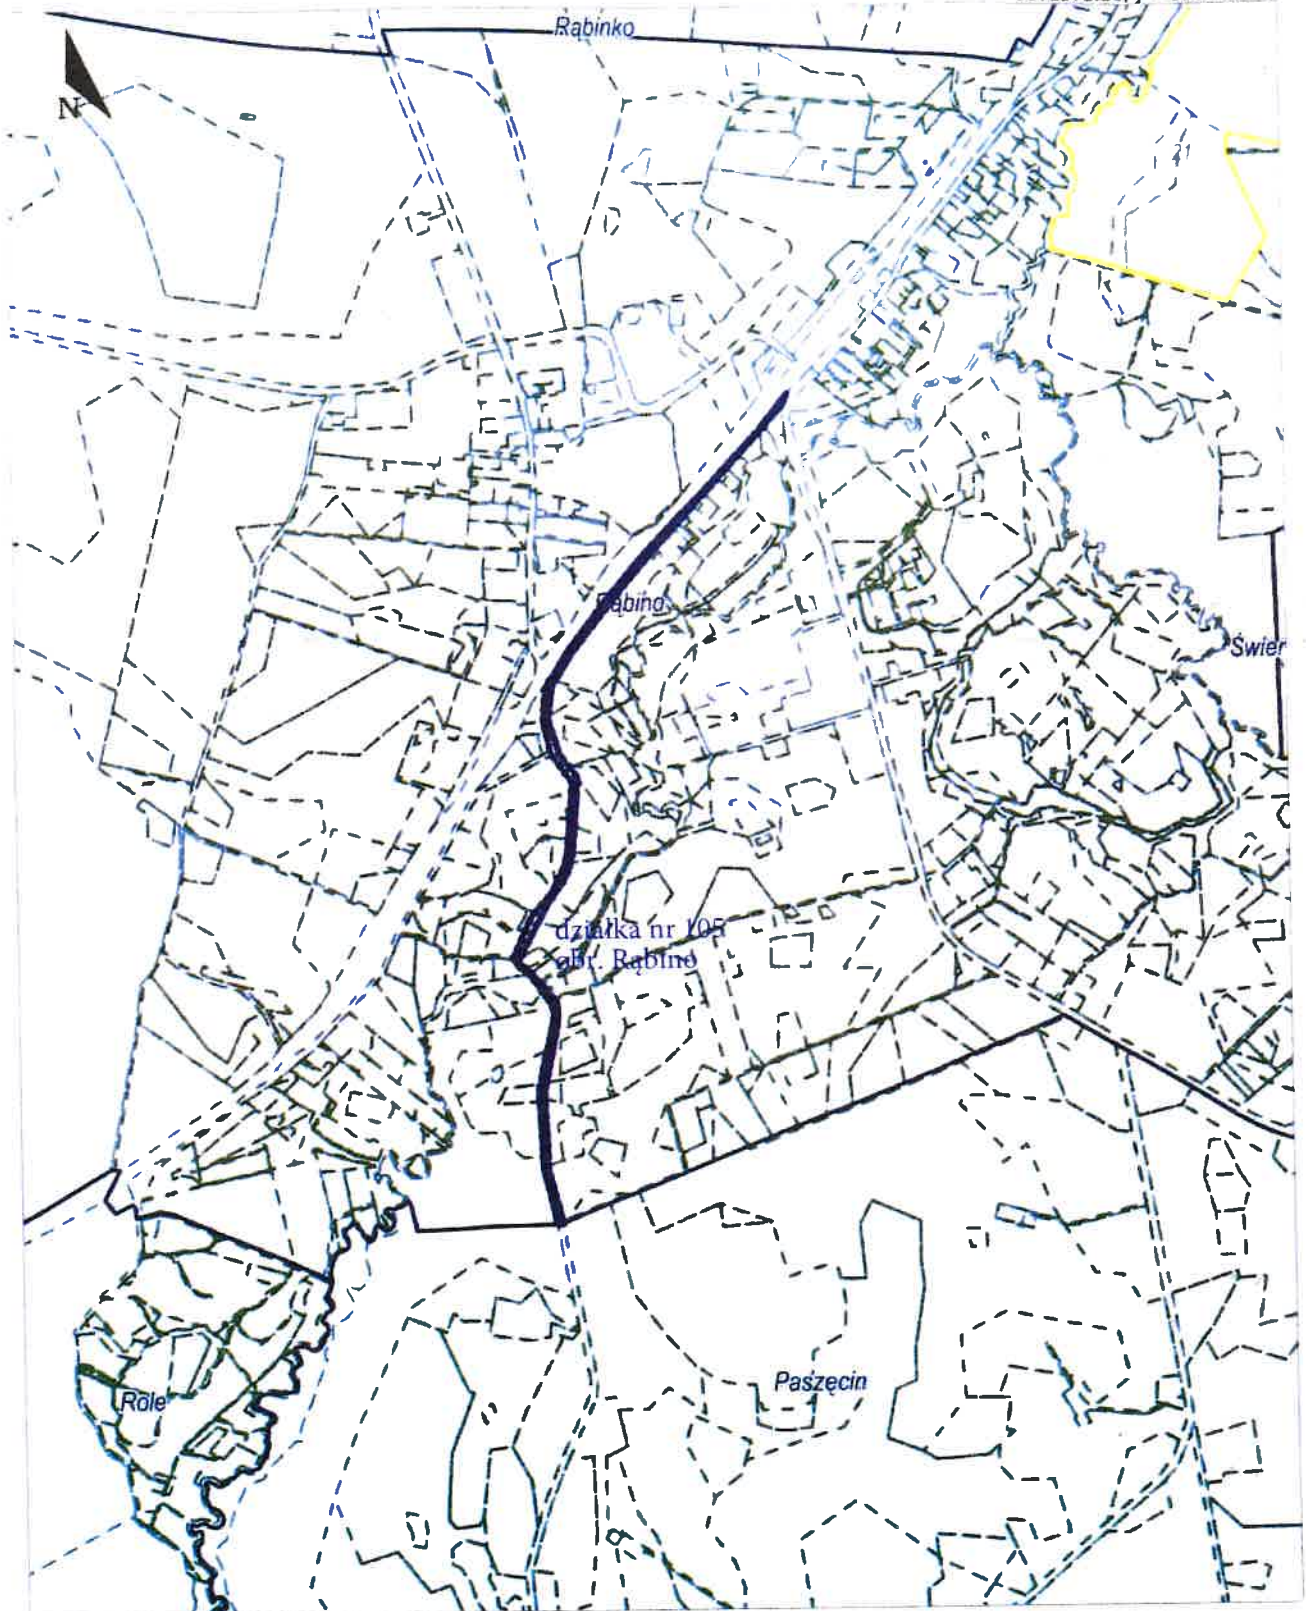 Rąbinko
N
Rąbino
Świer
działka nr 105
obr. Rąbino
Paszęcin
Role